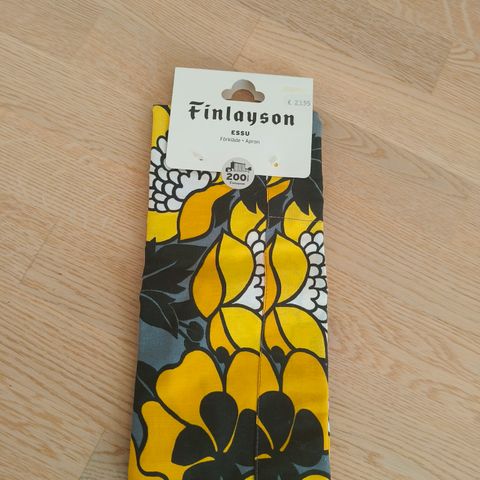 € 23.95
Finlayson
ESSU
Förkläde • Apron
200
Finlayson